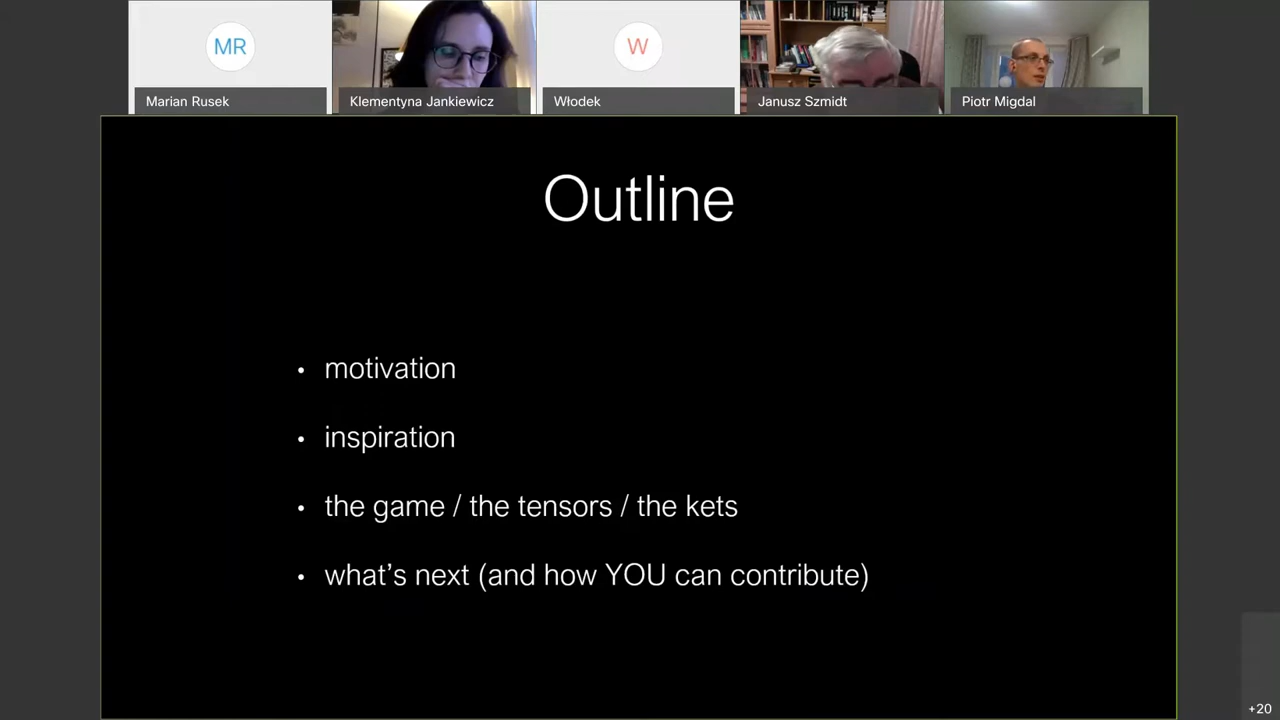 MR
W
Marian Rusek
Klementyna Jankiewicz
Włodek
Janusz Szmidt
Piotr Migdal
Outline
• motivation
• inspiration
• the game / the tensors / the kets
• what’s next (and how YOU can contribute)
+20